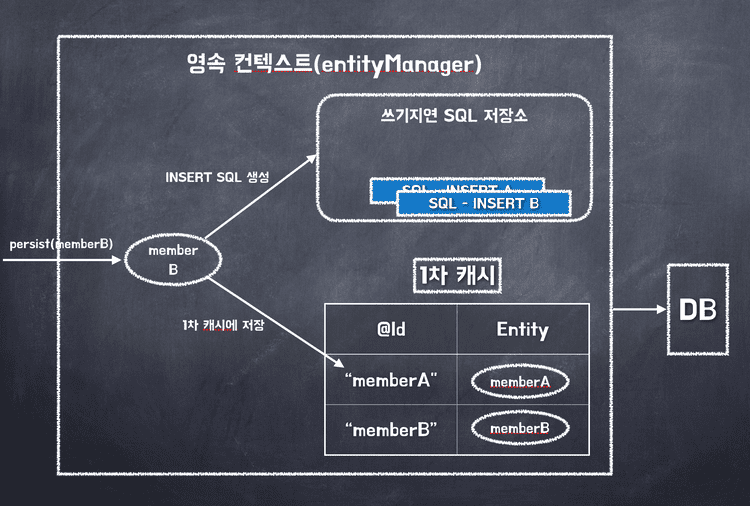 영속 컨텍스트(entityManager)
쓰기지연 SQL 저장소
INSERT SQL 생성
SQL - INSERT A
SQL - INSERT B
persist(memberB)
member
B
1차 캐시
1차 캐시에 저장
@Id Entity
“memberA” memberA
“memberB” memberB
DB